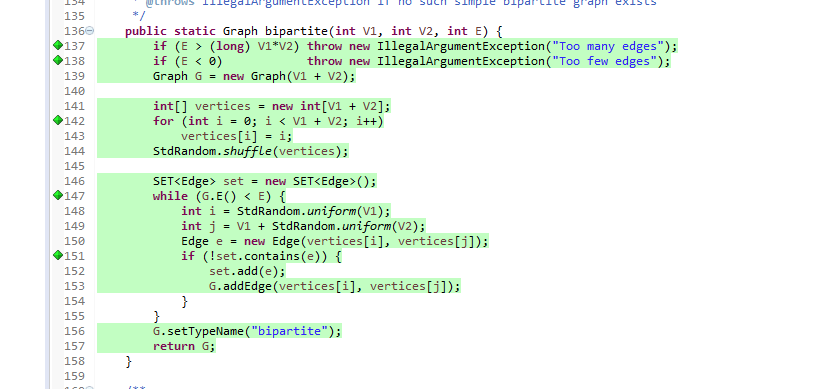 134      * @throws IllegalArgumentException if no such simple bipartite graph exists
135      */
136     public static Graph bipartite(int V1, int V2, int E) {
137         if (E > (long) V1*V2) throw new IllegalArgumentException("Too many edges");
138         if (E < 0)            throw new IllegalArgumentException("Too few edges");
139         Graph G = new Graph(V1 + V2);
140
141         int[] vertices = new int[V1 + V2];
142         for (int i = 0; i < V1 + V2; i++)
143             vertices[i] = i;
144         StdRandom.shuffle(vertices);
145
146         SET<Edge> set = new SET<Edge>();
147         while (G.E() < E) {
148             int i = StdRandom.uniform(V1);
149             int j = V1 + StdRandom.uniform(V2);
150             Edge e = new Edge(vertices[i], vertices[j]);
151             if (!set.contains(e)) {
152                 set.add(e);
153                 G.addEdge(vertices[i], vertices[j]);
154             }
155         }
156         G.setTypeName("bipartite");
157         return G;
158     }
159
160     /**